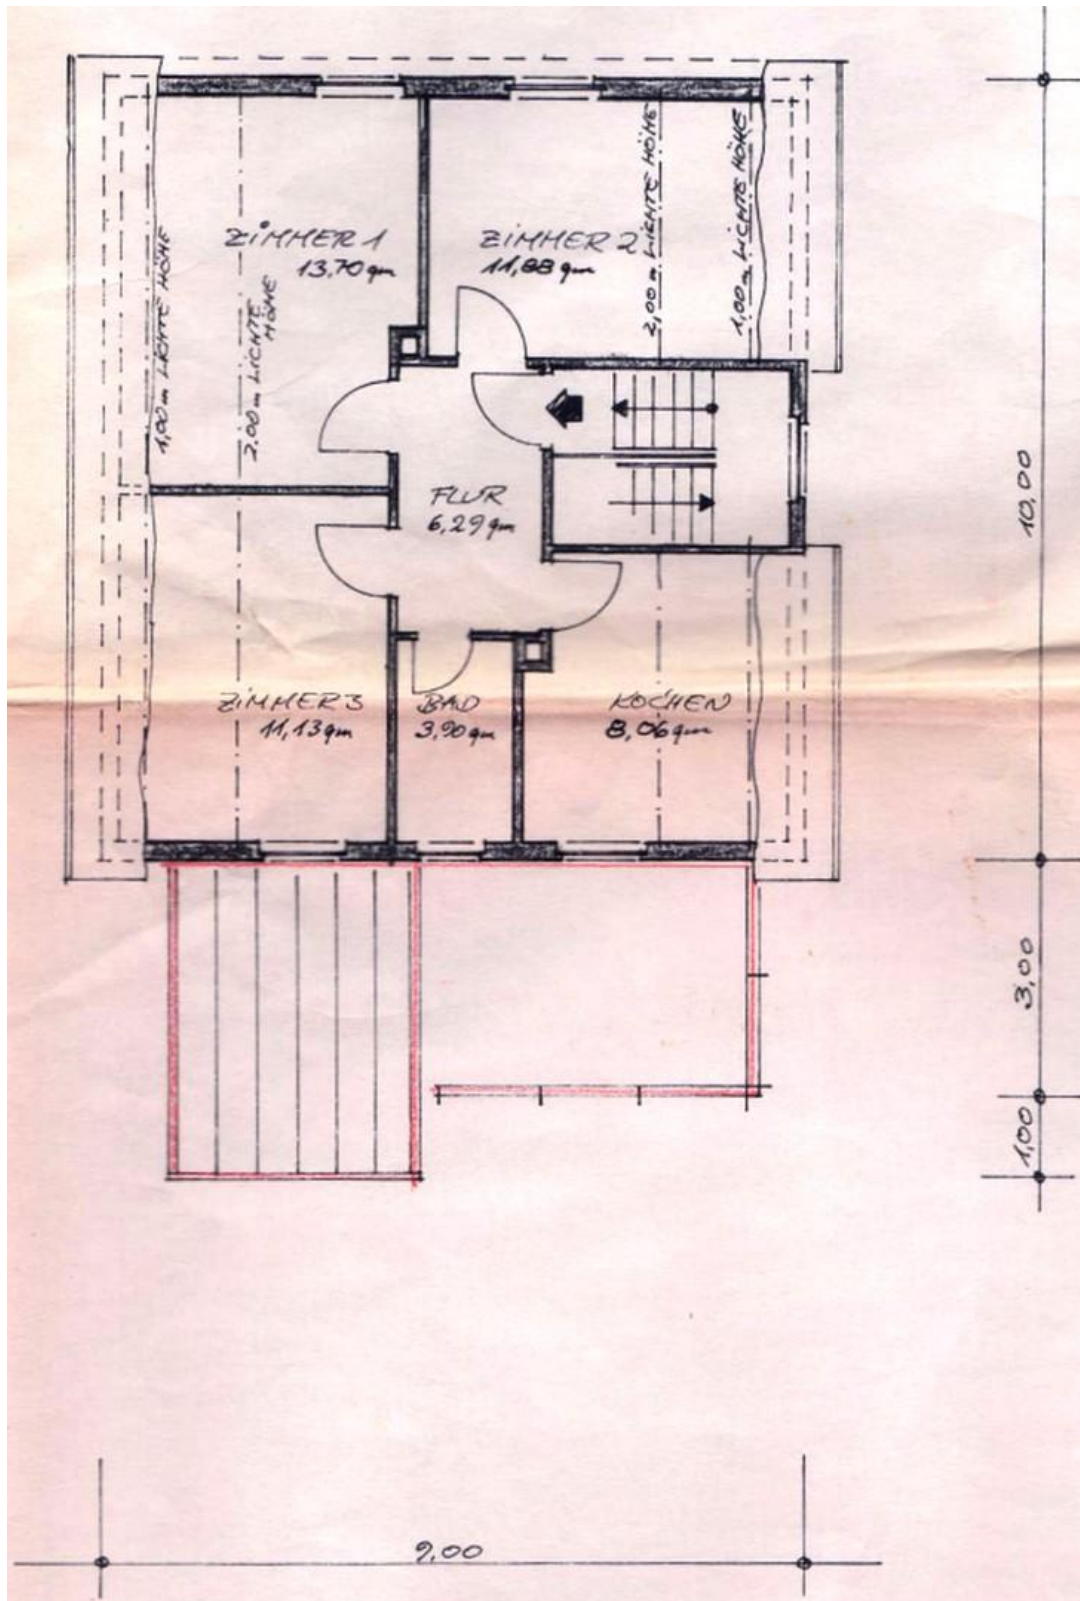 ZIMMER 1
13,70 qm
ZIMMER 2
11,88 qm
1,00 m LICHTE HÖHE
2,00 m LICHTE
HÖHE
2,00 m LICHTE HÖHE
1,00 m LICHTE HÖHE
FLUR
6,29 qm
ZIMMER 3
11,13 qm
BAD
3,90 qm
KOCHEN
8,06 qm
10,00
3,00
1,00
9,00